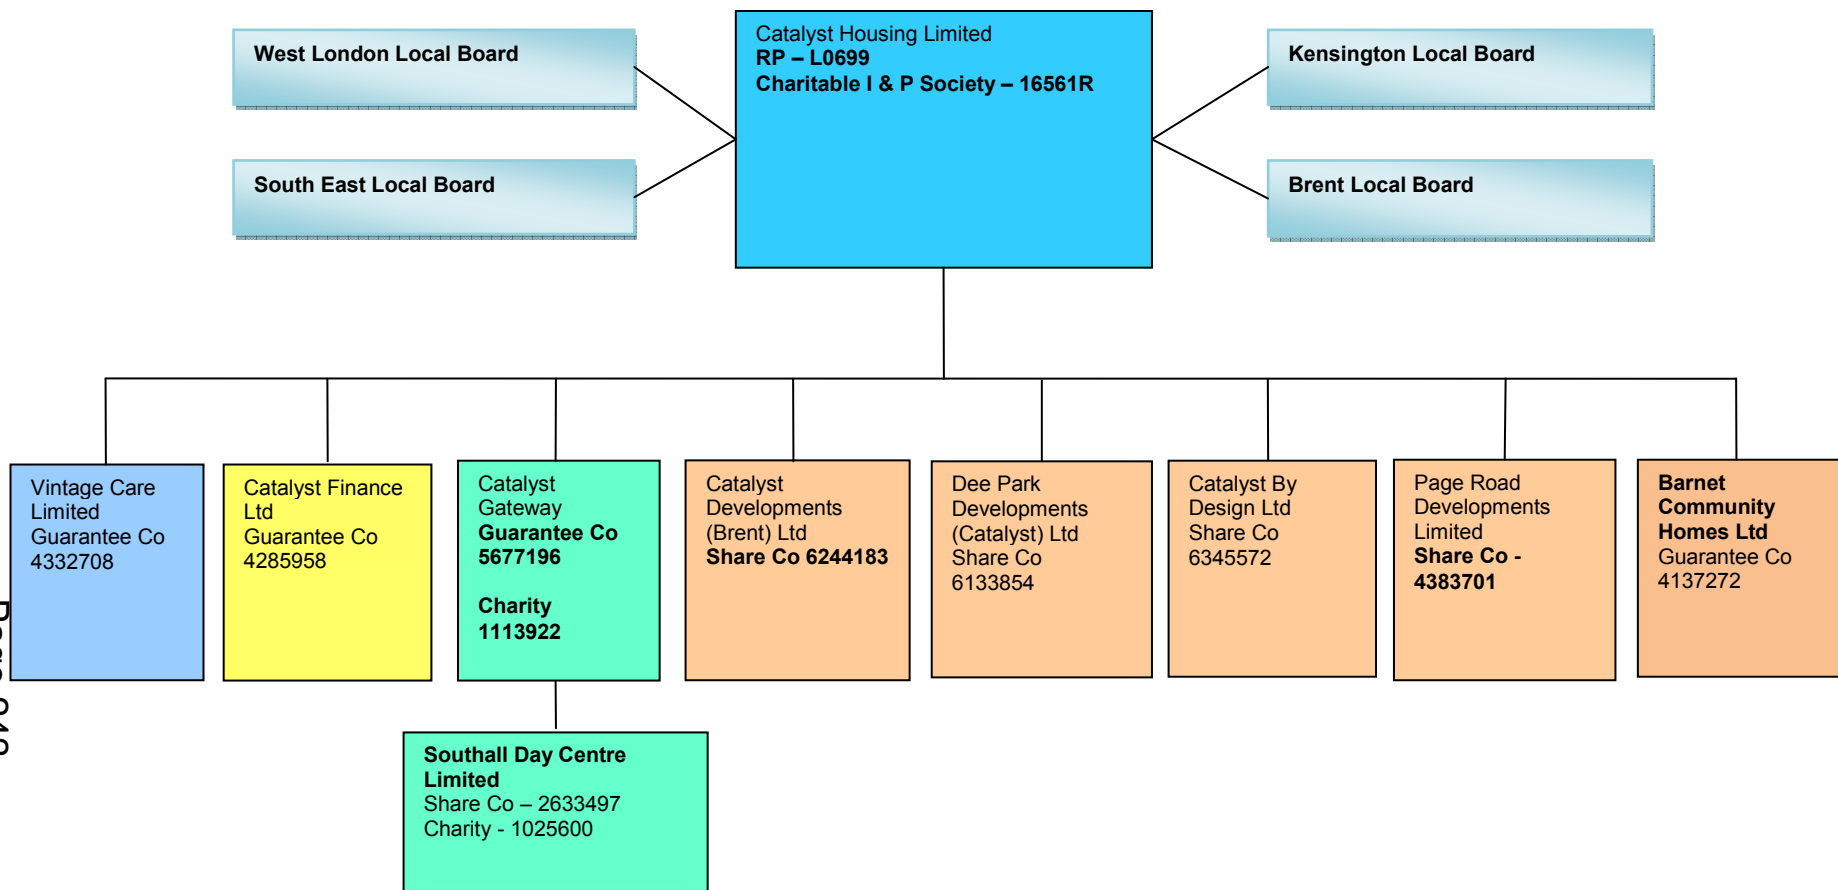 West London Local Board
South East Local Board
Catalyst Housing Limited
RP – L0699
Charitable I & P Society – 16561R
Kensington Local Board
Brent Local Board
Vintage Care
Limited
Guarantee Co
4332708
Catalyst Finance
Ltd
Guarantee Co
4285958
Catalyst
Gateway
Guarantee Co
5677196
Charity
1113922
Catalyst
Developments
(Brent) Ltd
Share Co 6244183
Dee Park
Developments
(Catalyst) Ltd
Share Co
6133854
Catalyst By
Design Ltd
Share Co
6345572
Page Road
Developments
Limited
Share Co -
4383701
Barnet
Community
Homes Ltd
Guarantee Co
4137272
Southall Day Centre
Limited
Share Co – 2633497
Charity - 1025600